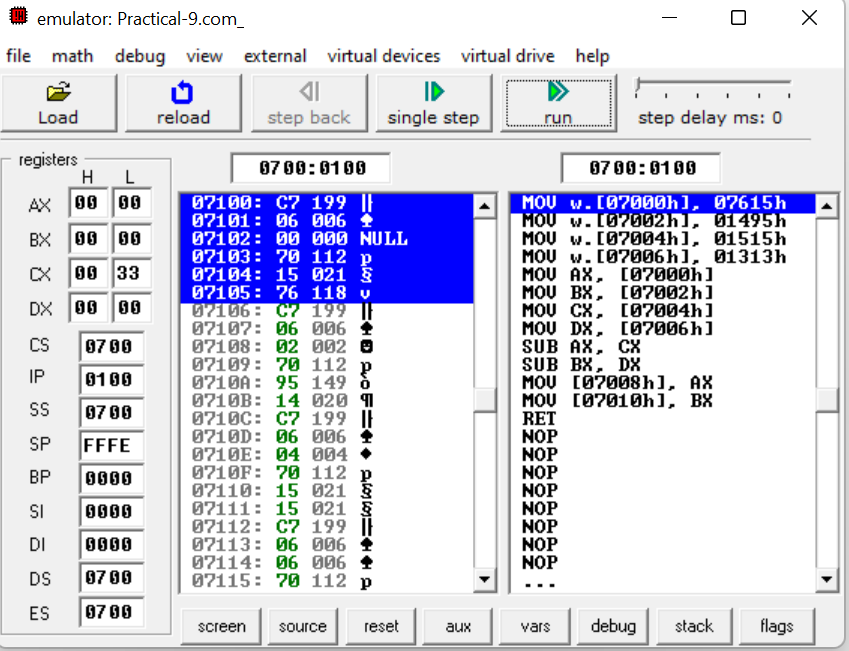 emulator: Practical-9.com_
file math debug view external virtual devices virtual drive help
Load reload step back single step run step delay ms: 0
registers
H L
AX 00 00
BX 00 00
CX 00 33
DX 00 00
CS 0700
IP 0100
SS 0700
SP FFFE
BP 0000
SI 0000
DI 0000
DS 0700
ES 0700
0700:0100
07100: C7 199 ╟
07101: 06 006 ♠
07102: 00 000 NULL
07103: 70 112 p
07104: 15 021 §
07105: 76 118 v
07106: C7 199 ╟
07107: 06 006 ♠
07108: 02 002 ☻
07109: 70 112 p
0710A: 95 149 ò
0710B: 14 020 ¶
0710C: C7 199 ╟
0710D: 06 006 ♠
0710E: 04 004 ♦
0710F: 70 112 p
07110: 15 021 §
07111: 15 021 §
07112: C7 199 ╟
07113: 06 006 ♠
07114: 06 006 ♠
07115: 70 112 p
0700:0100
MOV w.[07000h], 07615h
MOV w.[07002h], 01495h
MOV w.[07004h], 01515h
MOV w.[07006h], 01313h
MOV AX, [07000h]
MOV BX, [07002h]
MOV CX, [07004h]
MOV DX, [07006h]
SUB AX, CX
SUB BX, DX
MOV [07008h], AX
MOV [07010h], BX
RET
NOP
NOP
NOP
NOP
NOP
NOP
NOP
NOP
...
screen source reset aux vars debug stack flags